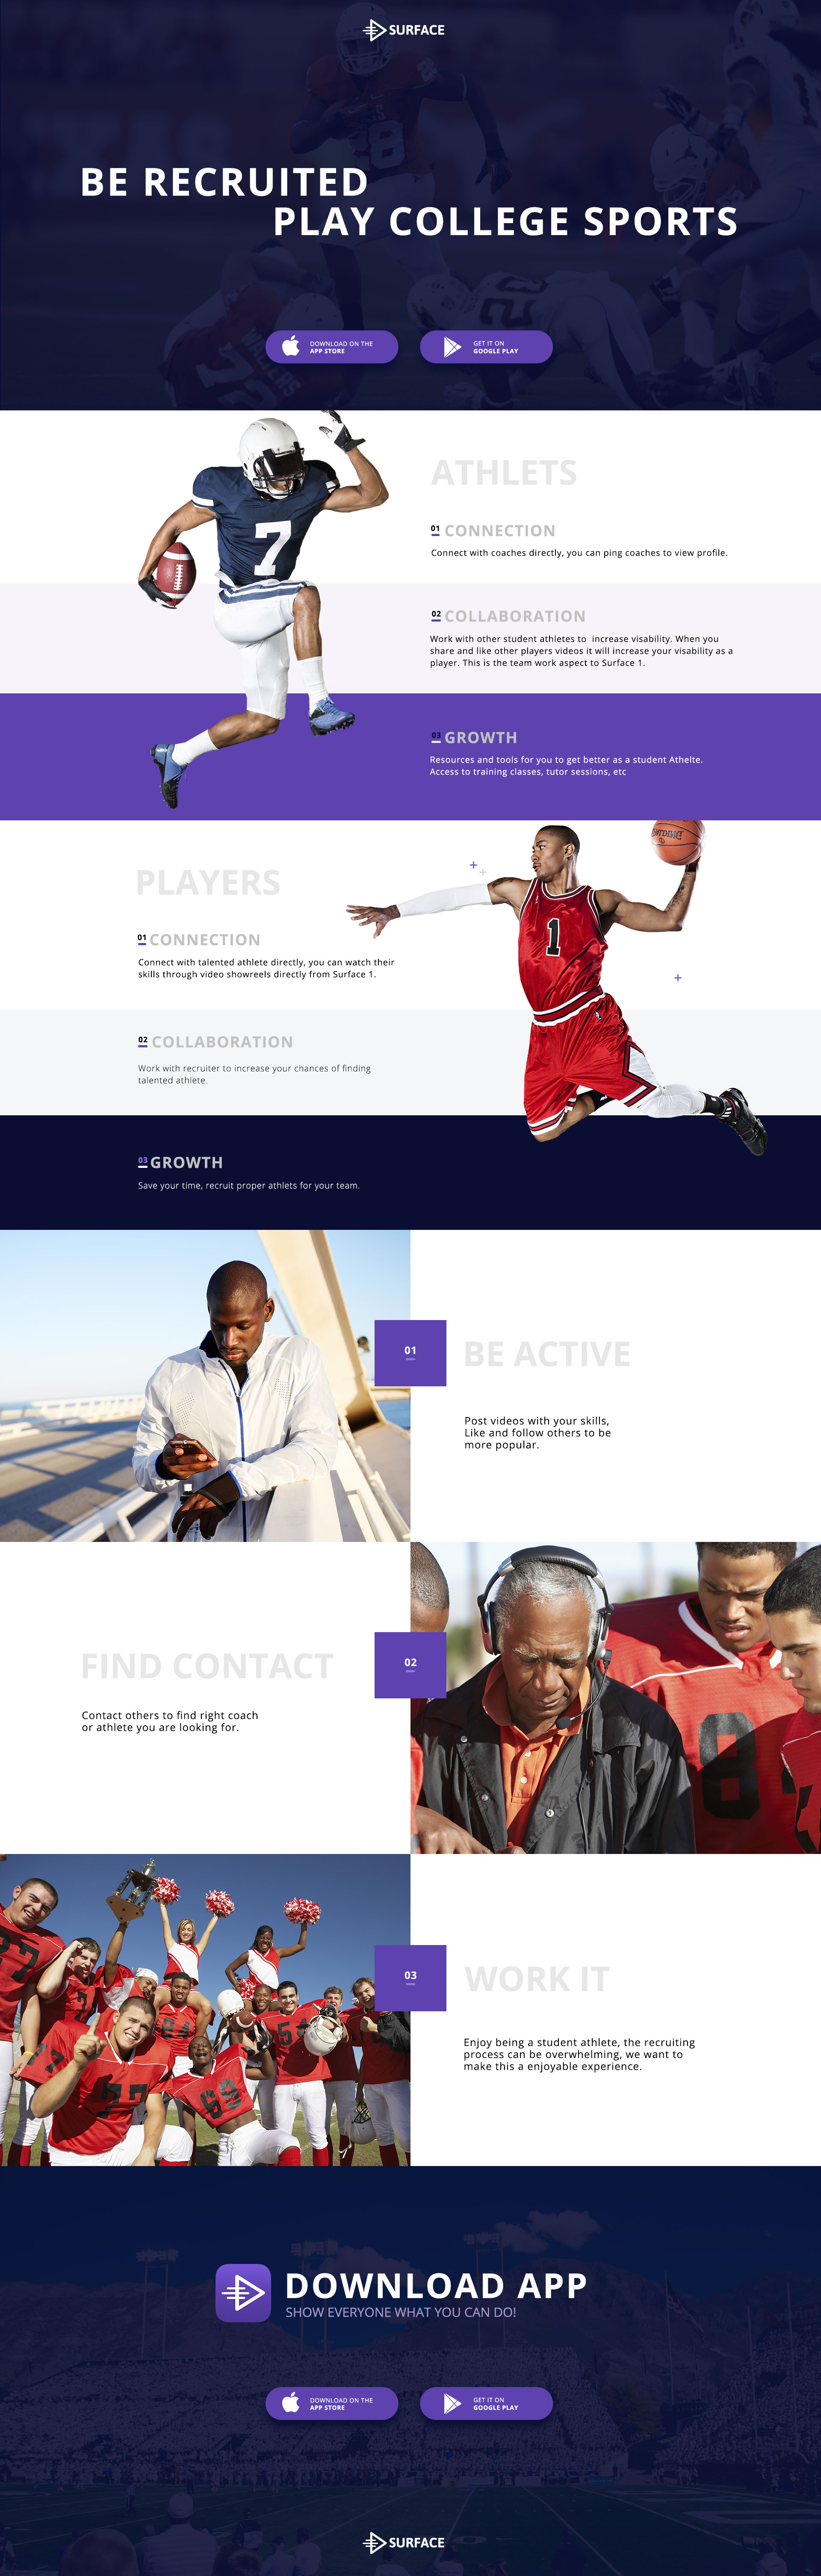 SURFACE
BE RECRUITED
PLAY COLLEGE SPORTS
DOWNLOAD ON THE
APP STORE
GET IT ON
GOOGLE PLAY
7
ATHLETS
01 CONNECTION
Connect with coaches directly, you can ping coaches to view profile.
02 COLLABORATION
Work with other student athletes to increase visability. When you
share and like other players videos it will increase your visability as a
player. This is the team work aspect to Surface 1.
03 GROWTH
Resources and tools for you to get better as a student Athelte.
Access to training classes, tutor sessions, etc
SPALDING
1
PLAYERS
01 CONNECTION
Connect with talented athlete directly, you can watch their
skills through video showreels directly from Surface 1.
02 COLLABORATION
Work with recruiter to increase your chances of finding
talented athlete.
03 GROWTH
Save your time, recruit proper athlets for your team.
01
BE ACTIVE
Post videos with your skills,
Like and follow others to be
more popular.
02
FIND CONTACT
Contact others to find right coach
or athlete you are looking for.
8
03
WORK IT
Enjoy being a student athlete, the recruiting
process can be overwhelming, we want to
make this a enjoyable experience.
84
54
77
69
DOWNLOAD APP
SHOW EVERYONE WHAT YOU CAN DO!
DOWNLOAD ON THE
APP STORE
GET IT ON
GOOGLE PLAY
SURFACE